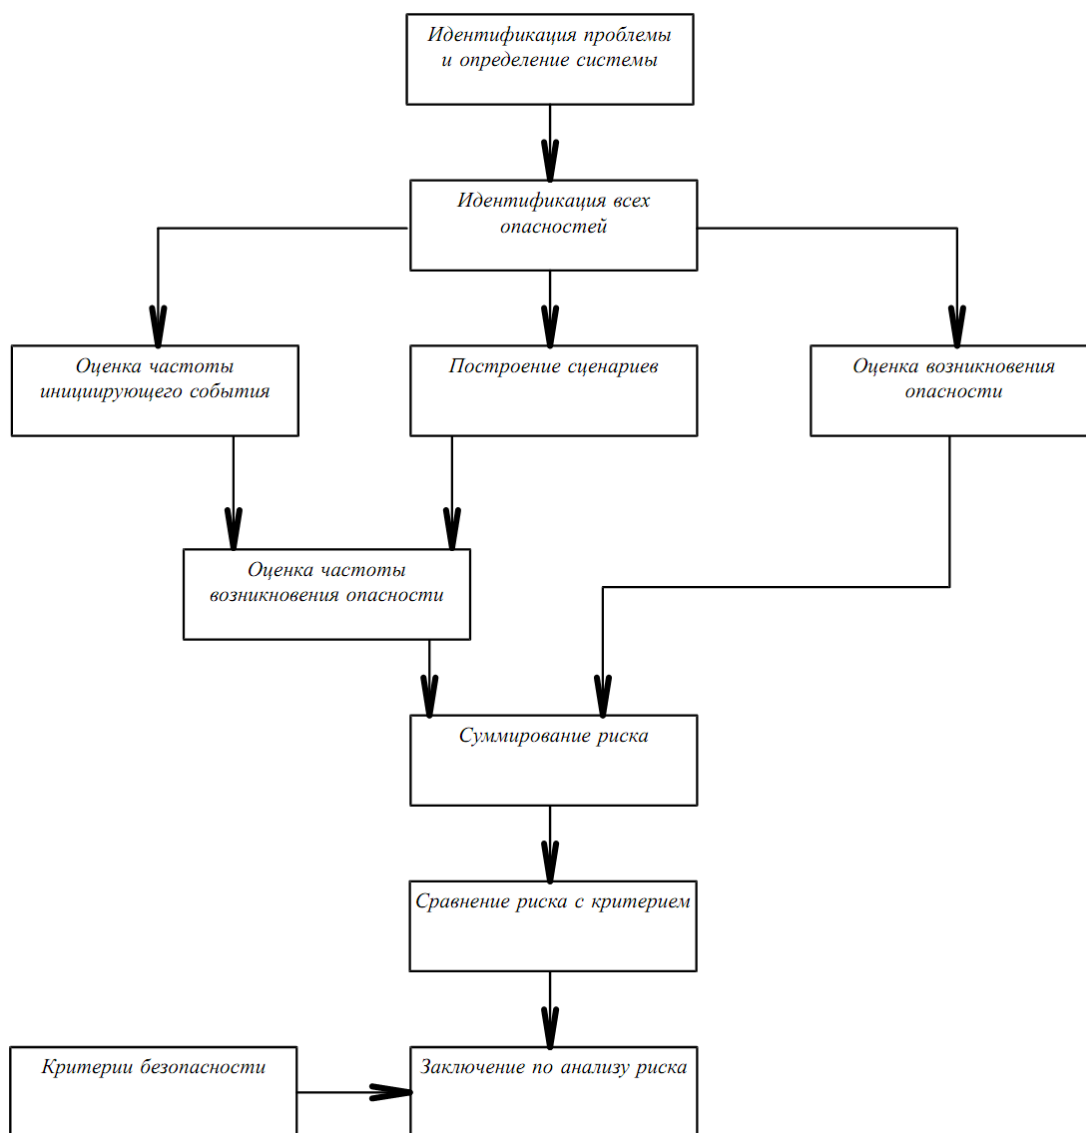 Идентификация проблемы
и определение системы
Идентификация всех
опасностей
Оценка частоты
инициирующего события
Построение сценариев
Оценка возникновения
опасности
Оценка частоты
возникновения опасности
Суммирование риска
Сравнение риска с критерием
Критерии безопасности
Заключение по анализу риска